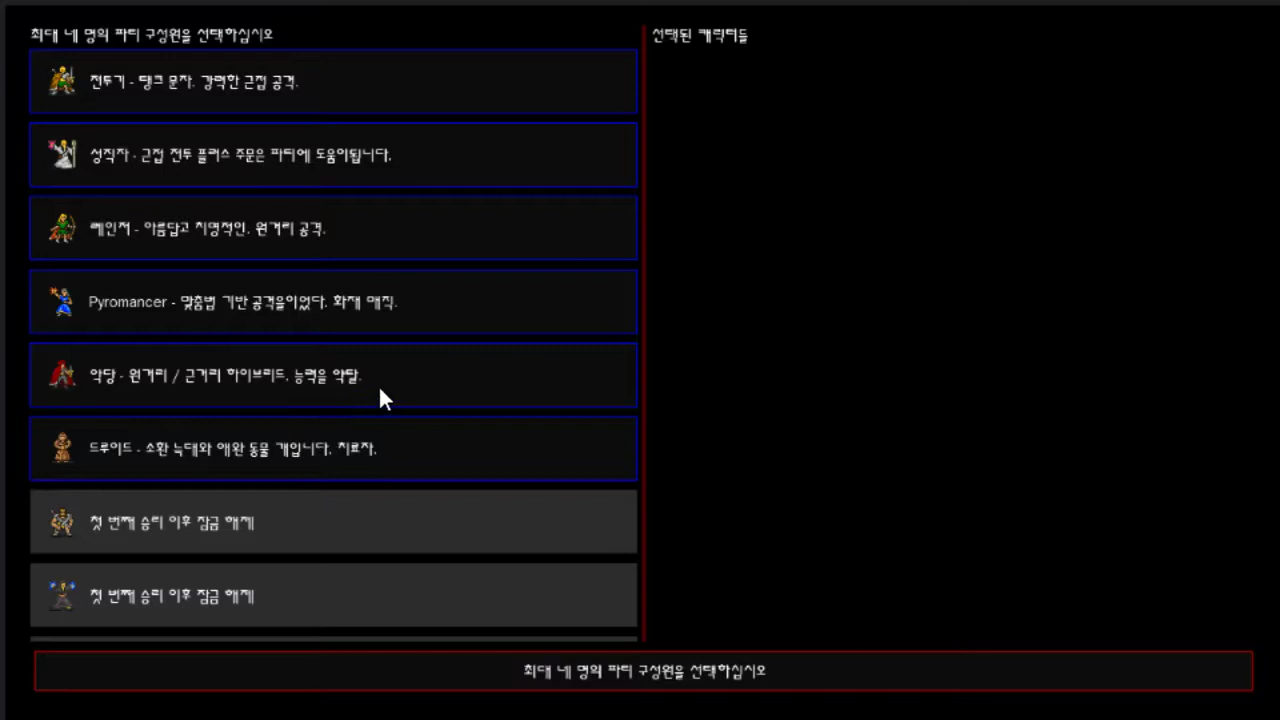 최대 네 명의 파티 구성원을 선택하십시오
선택된 캐릭터들
전투기 - 탱크 문자. 강력한 근접 공격.
성직자 - 근접 전투 플러스 주문은 파티에 도움이됩니다.
레인저 - 아름답고 치명적인. 원거리 공격.
Pyromancer - 맞춤법 기반 공격을이었다. 화재 매직.
악당 - 원거리 / 근거리 하이브리드. 능력을 약탈.
드루이드 - 소환 늑대와 애완 동물 개입니다. 치료자.
첫 번째 승리 이후 잠금 해제
첫 번째 승리 이후 잠금 해제
최대 네 명의 파티 구성원을 선택하십시오